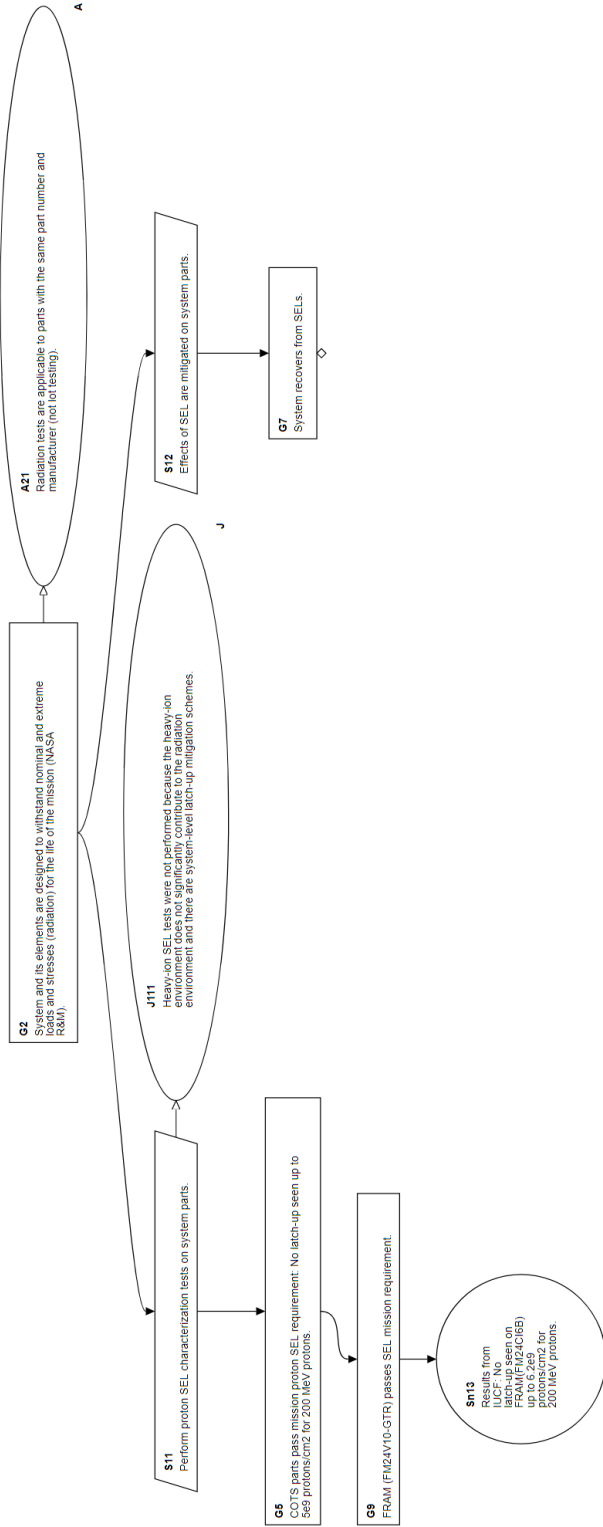 G2
System and its elements are designed to withstand nominal and extreme
loads and stresses (radiation) for the life of the mission (NASA
R&M).
A21
Radiation tests are applicable to parts with the same part number and
manufacturer (not lot testing).
A
S11
Perform proton SEL characterization tests on system parts.
J111
Heavy-ion SEL tests were not performed because the heavy-ion
environment does not significantly contribute to the radiation
environment and there are system-level latch-up mitigation schemes.
J
S12
Effects of SEL are mitigated on system parts.
G5
COTS parts pass mission proton SEL requirement: No latch-up seen up to
5e9 protons/cm2 for 200 MeV protons.
G7
System recovers from SELs.
G9
FRAM (FM24V10-GTR) passes SEL mission requirement.
Sn13
Results from
IUCF: No
latch-up seen on
FRAM(FM24CI6B)
up to 6.2e9
protons/cm2 for
200 MeV protons.